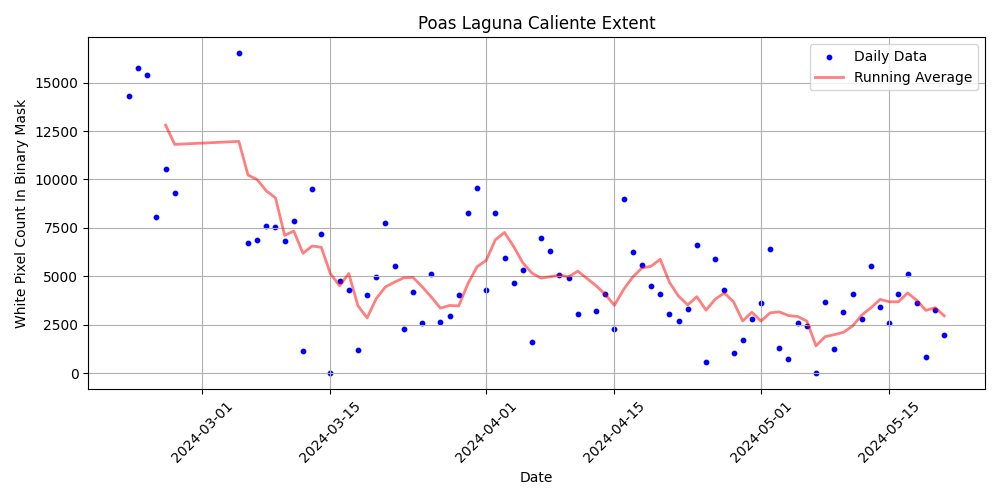 Poas Laguna Caliente Extent
Daily Data
Running Average
White Pixel Count In Binary Mask
15000
12500
10000
7500
5000
2500
0
2024-03-01
2024-03-15
2024-04-01
2024-04-15
2024-05-01
2024-05-15
Date